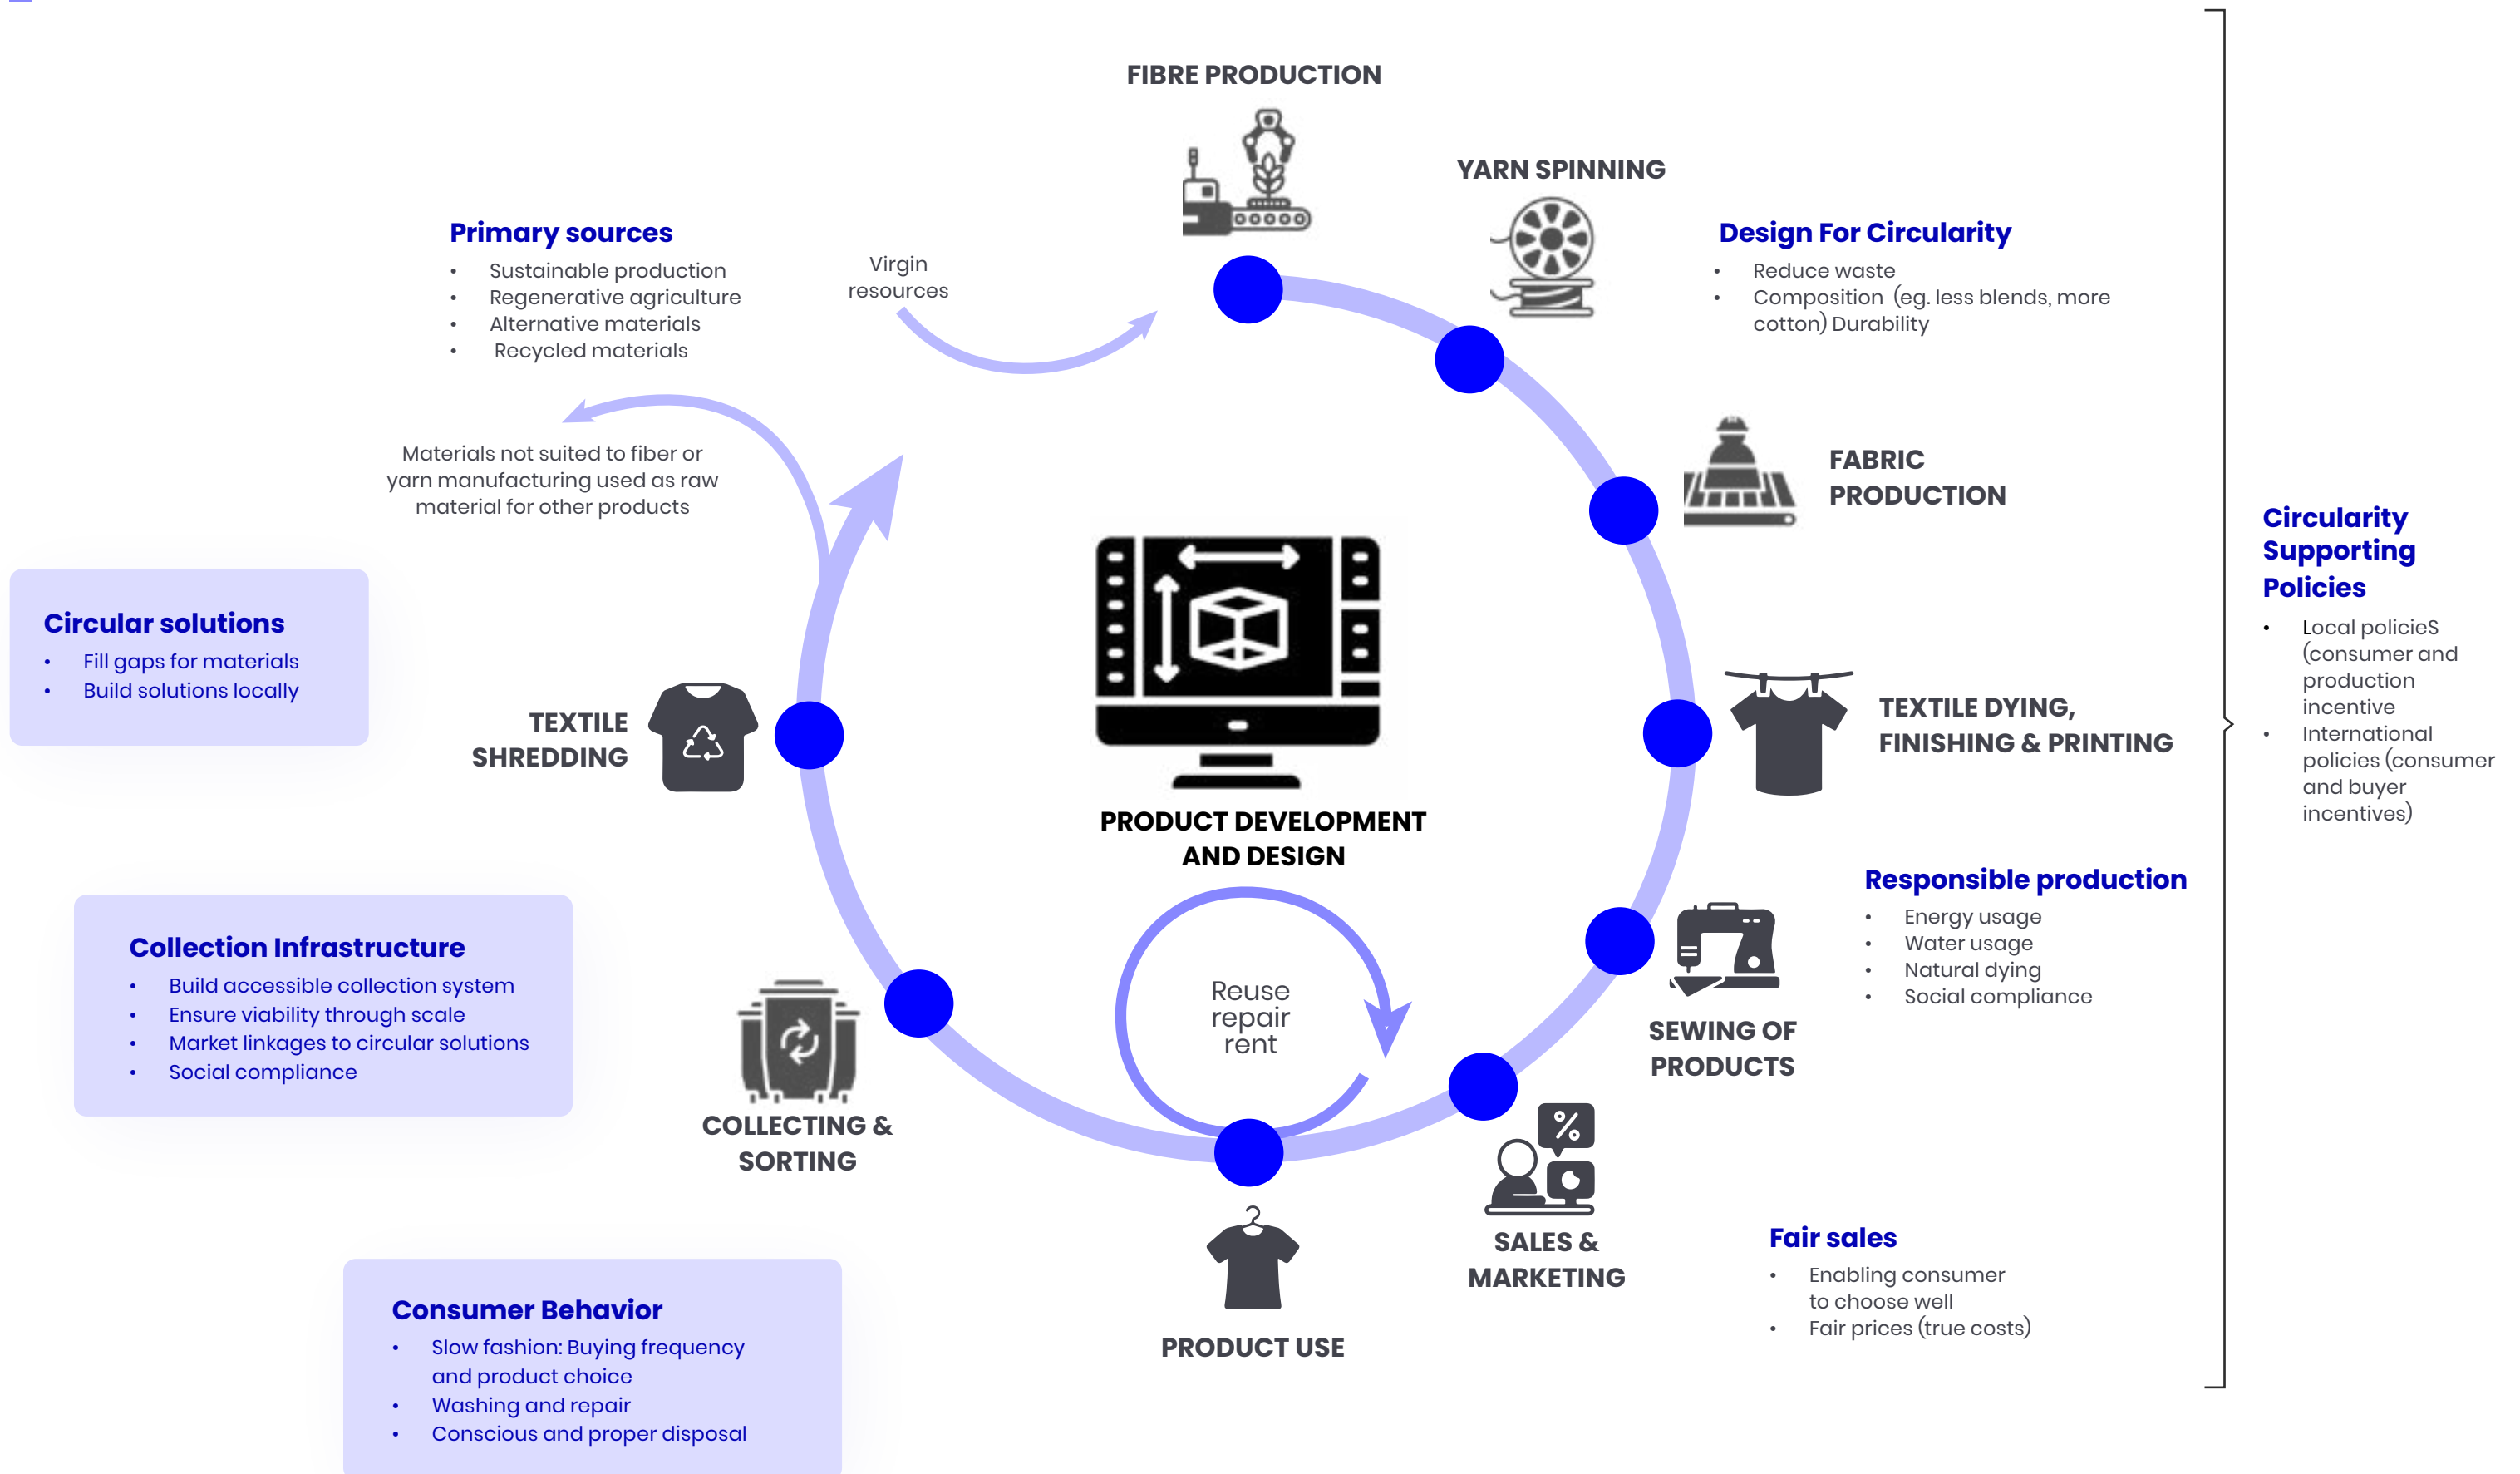 FIBRE PRODUCTION
YARN SPINNING
Primary sources
• Sustainable production
• Regenerative agriculture
• Alternative materials
• Recycled materials
Virgin
resources
Design For Circularity
• Reduce waste
• Composition (eg. less blends, more
cotton) Durability
Materials not suited to fiber or
yarn manufacturing used as raw
material for other products
FABRIC
PRODUCTION
Circularity
Supporting
Policies
• Local policieS
(consumer and
production
incentive
• International
policies (consumer
and buyer
incentives)
Circular solutions
• Fill gaps for materials
• Build solutions locally
TEXTILE
SHREDDING
TEXTILE DYING,
FINISHING & PRINTING
PRODUCT DEVELOPMENT
AND DESIGN
Responsible production
• Energy usage
• Water usage
• Natural dying
• Social compliance
Collection Infrastructure
• Build accessible collection system
• Ensure viability through scale
• Market linkages to circular solutions
• Social compliance
Reuse
repair
rent
SEWING OF
PRODUCTS
COLLECTING &
SORTING
%
SALES &
MARKETING
Fair sales
• Enabling consumer
to choose well
• Fair prices (true costs)
PRODUCT USE
Consumer Behavior
• Slow fashion: Buying frequency
and product choice
• Washing and repair
• Conscious and proper disposal